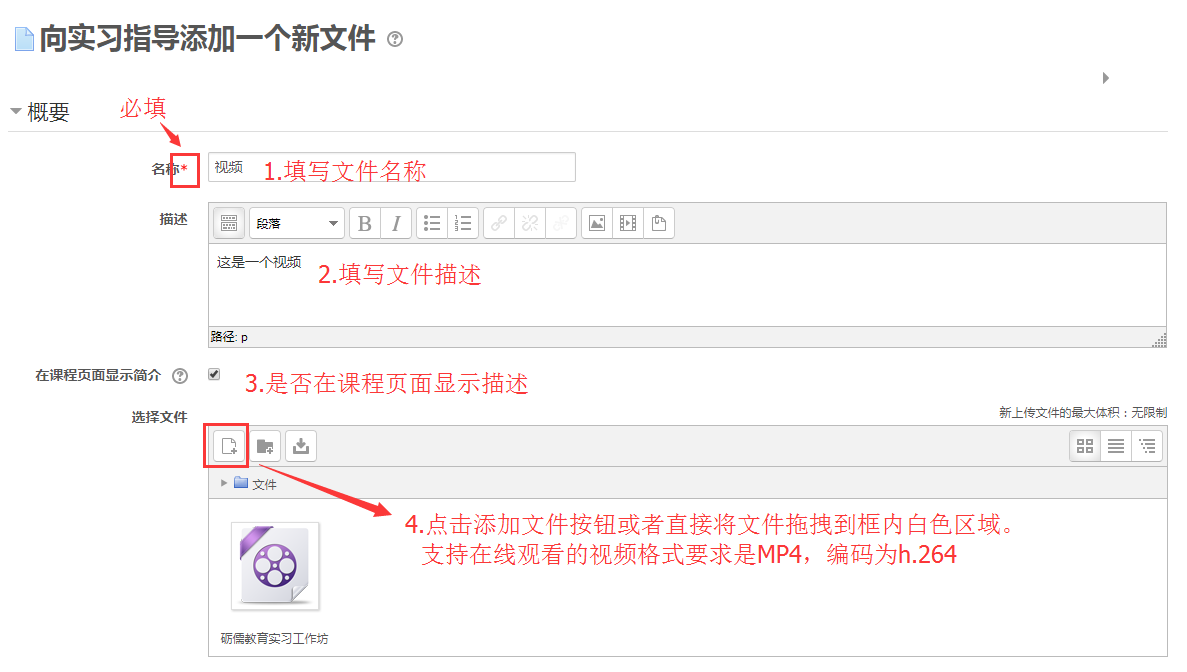 向实习指导添加一个新文件
概要
必填
名称*
视频
1.填写文件名称
描述
段落
B I
这是一个视频
2.填写文件描述
路径: p
在课程页面显示简介
3.是否在课程页面显示描述
选择文件
新上传文件的最大体积：无限制
文件
4.点击添加文件按钮或者直接将文件拖拽到框内白色区域。
支持在线观看的视频格式要求是MP4，编码为h.264
砺儒教育实习工作坊